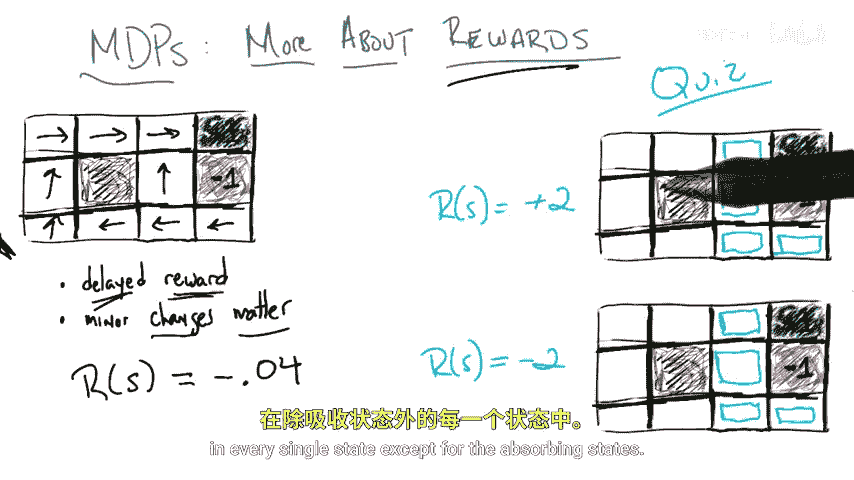 MDPs: MORE ABOUT REWARDS
Quiz
-1
• delayed reward
• minor changes matter
R(s) = -.04
R(s) = +2
R(s) = -2
-1
在除吸收状态外的每一个状态中。
in every single state except for the absorbing states.